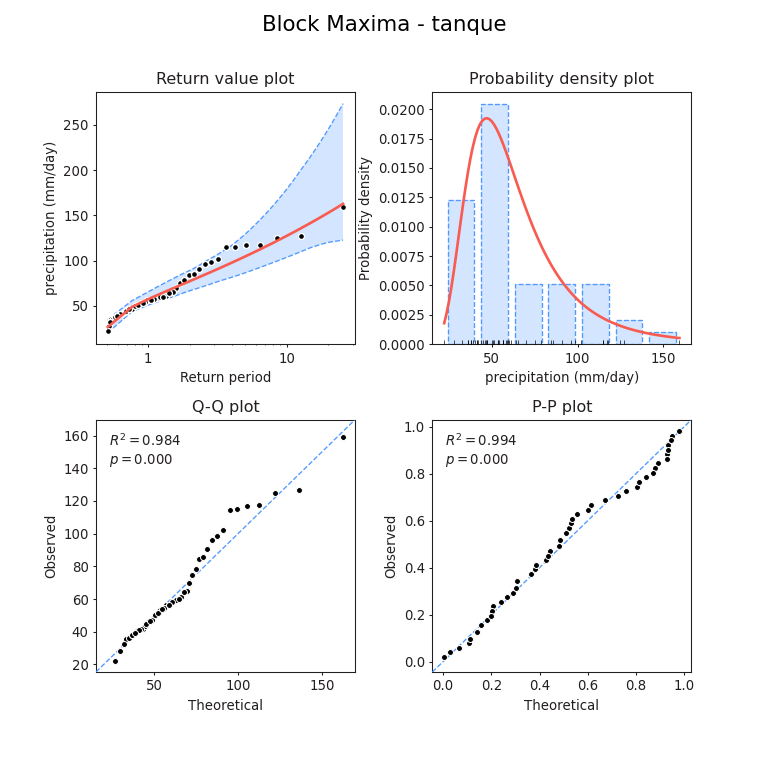 Block Maxima - tanque
Return value plot
precipitation (mm/day)
250
200
150
100
50
1
10
Return period
Probability density plot
Probability density
0.0200
0.0175
0.0150
0.0125
0.0100
0.0075
0.0050
0.0025
0.0000
50
100
150
precipitation (mm/day)
Q-Q plot
R² = 0.984
p = 0.000
Observed
160
140
120
100
80
60
40
20
50
100
150
Theoretical
P-P plot
R² = 0.994
p = 0.000
Observed
1.0
0.8
0.6
0.4
0.2
0.0
0.0
0.2
0.4
0.6
0.8
1.0
Theoretical